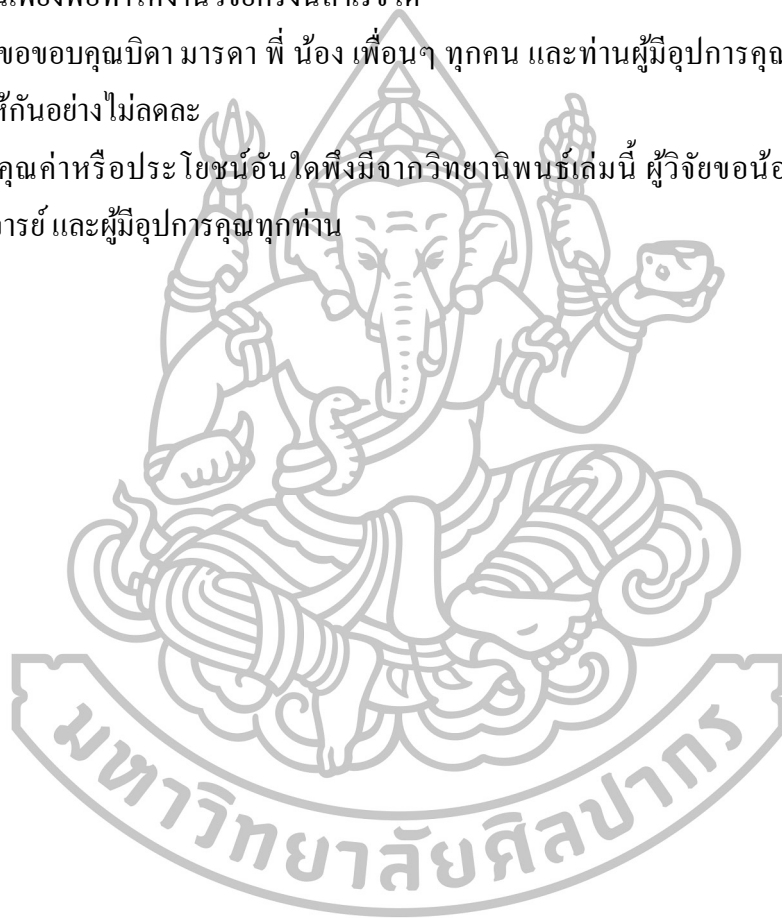 ขอขอบคุณบิดา มารดา พี่ น้อง เพื่อนๆ ทุกคน และท่านผู้มีอุปการคุณ
ห้กันอย่างไม่ลดละ
คุณค่าหรือประโยชน์อันใดพึงมีจากวิทยานิพนธ์เล่มนี้ ผู้วิจัยขอน้อ
ารย์ และผู้มีอุปการคุณทุกท่าน
มหาวิทยาลัยศิลปากร